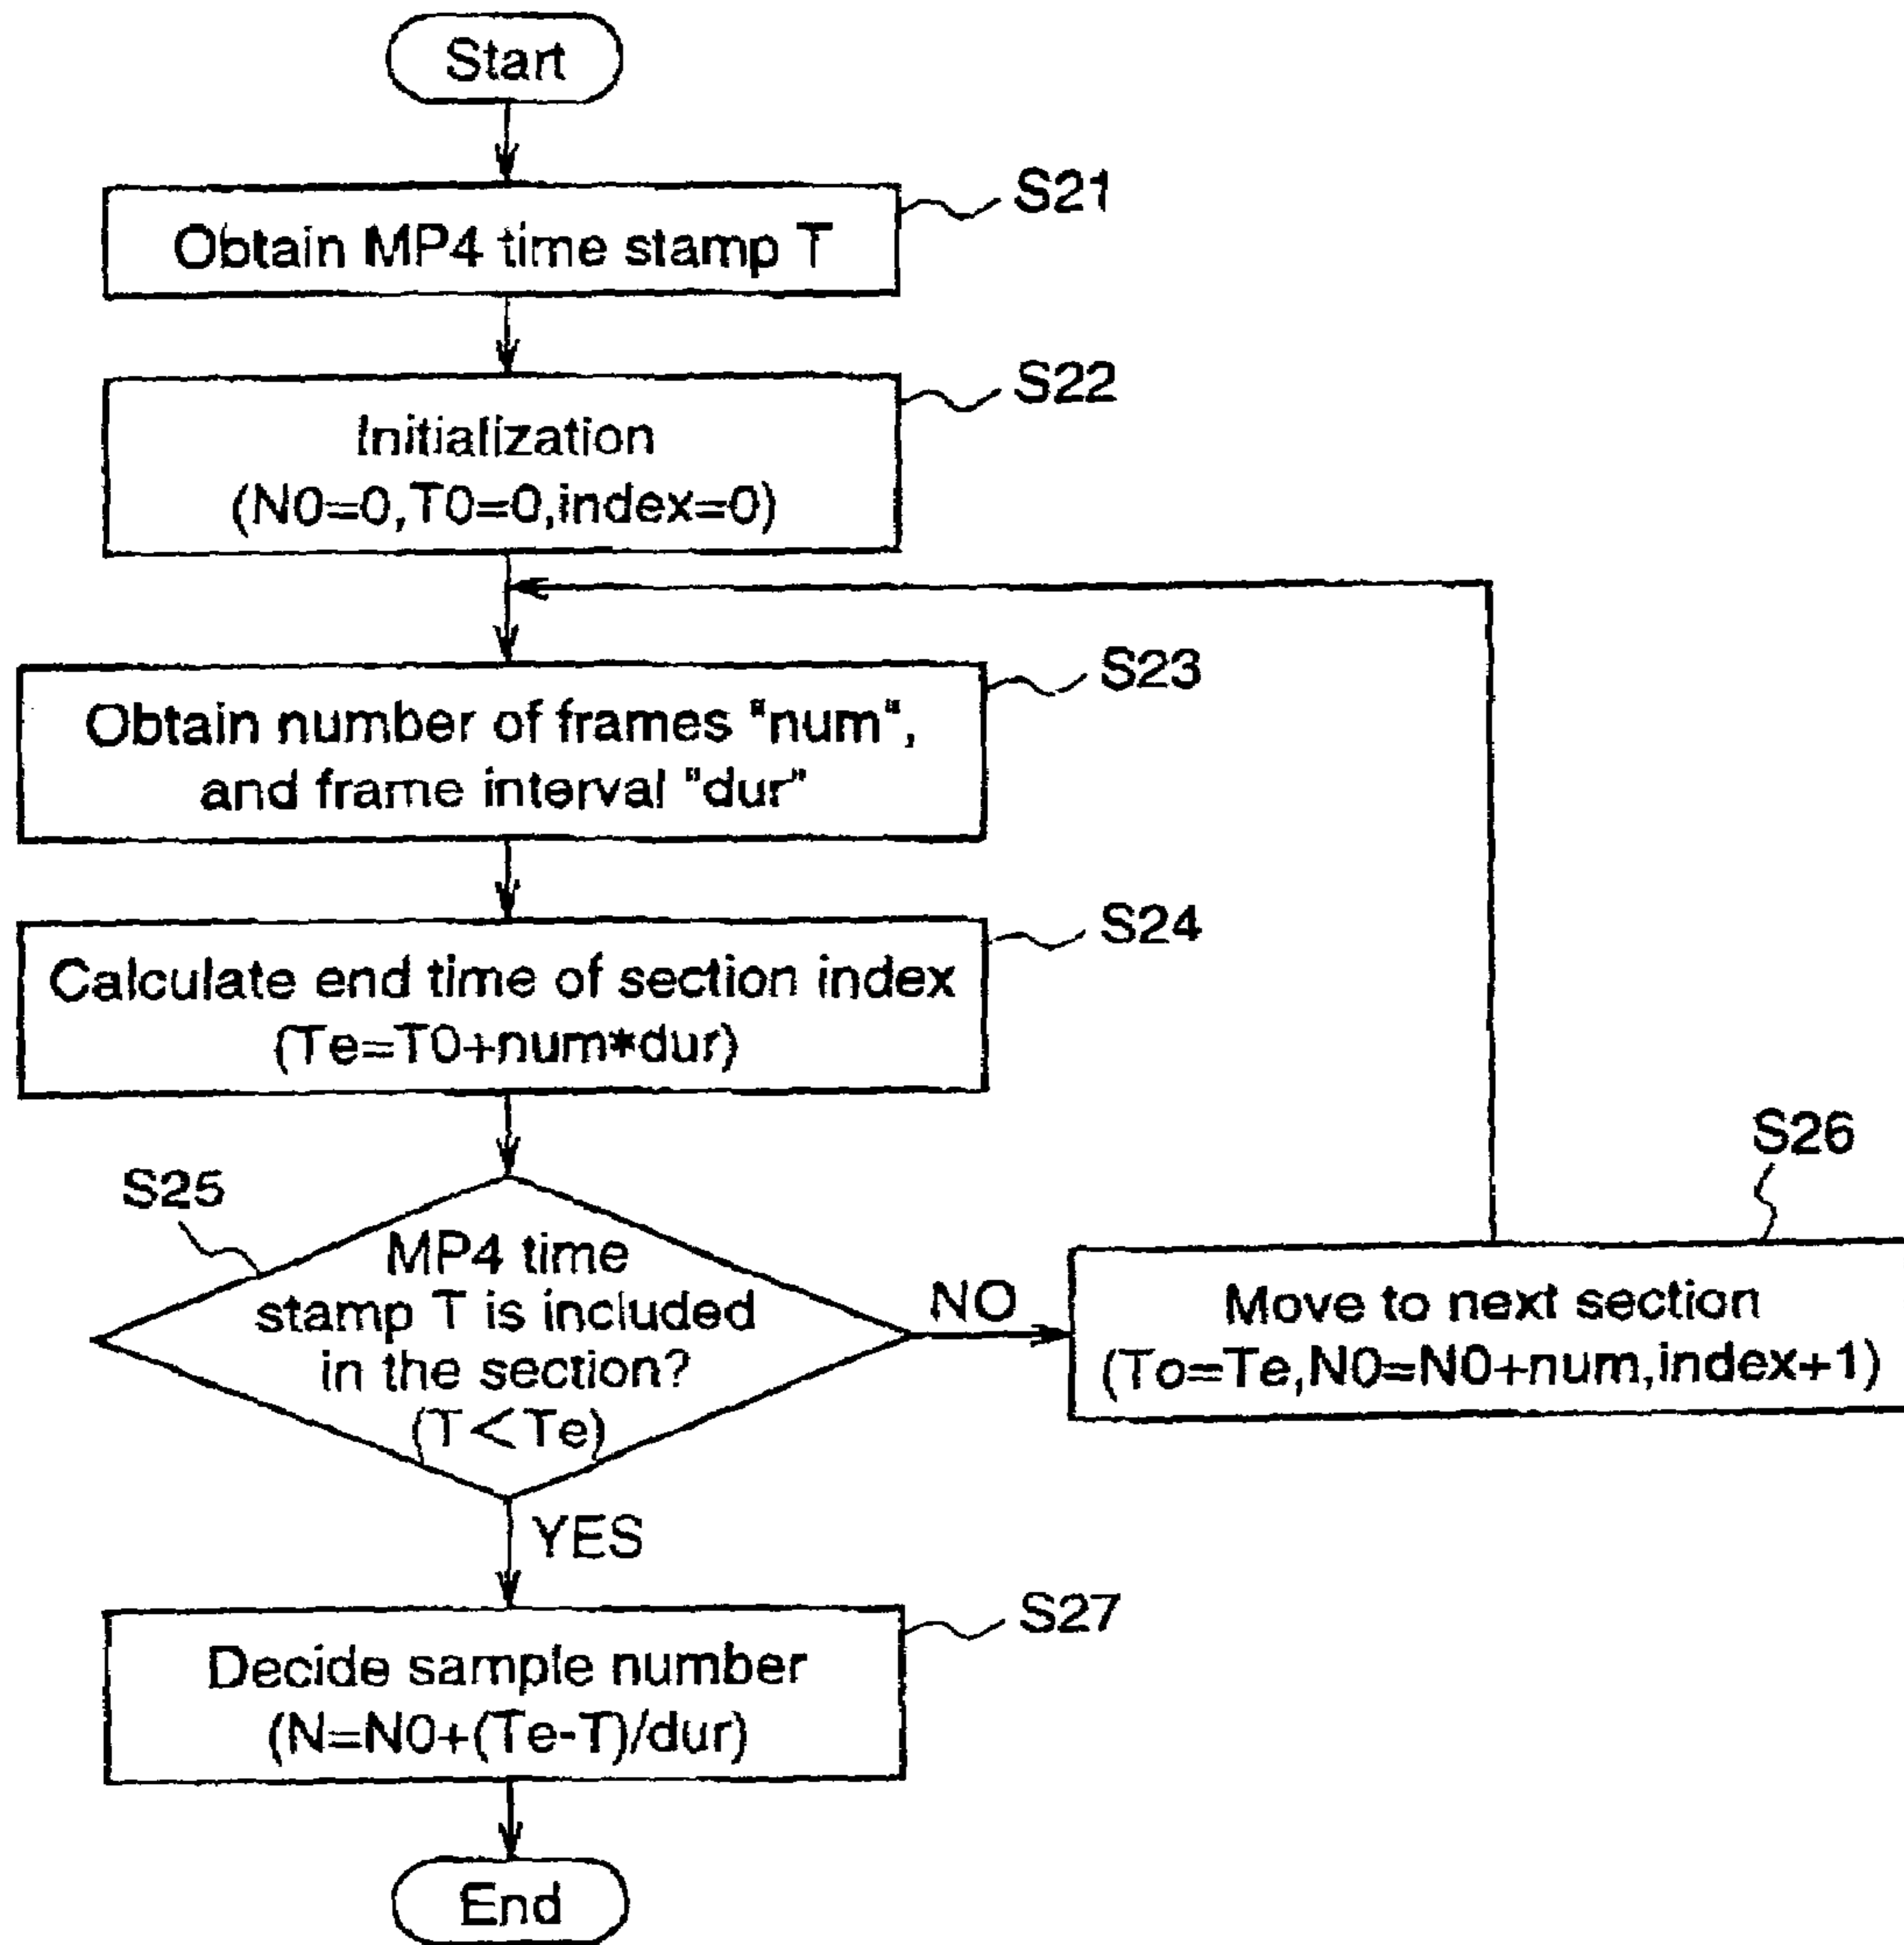 Start
S21
Obtain MP4 time stamp T
S22
Initialization
(N0=0,T0=0,index=0)
S23
Obtain number of frames "num",
and frame interval "dur"
S24
Calculate end time of section index
(Te=T0+num*dur)
S25
MP4 time
stamp T is included
in the section?
(T<Te)
NO
S26
Move to next section
(To=Te,N0=N0+num,index+1)
YES
S27
Decide sample number
(N=N0+(Te-T)/dur)
End